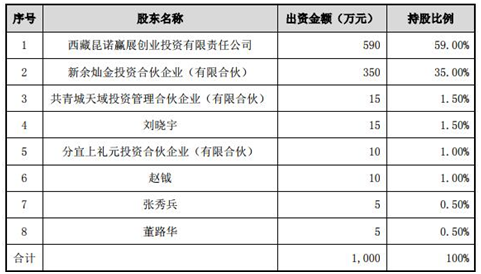 序号 股东名称 出资金额（万元） 持股比例
1 西藏昆诺赢展创业投资有限责任公司 590 59.00%
2 新余灿金投资合伙企业（有限合伙） 350 35.00%
3 共青城天域投资管理合伙企业（有限合伙） 15 1.50%
4 刘晓宇 15 1.50%
5 分宜上礼元投资合伙企业（有限合伙） 10 1.00%
6 赵钺 10 1.00%
7 张秀兵 5 0.50%
8 董路华 5 0.50%
合计 1,000 100%